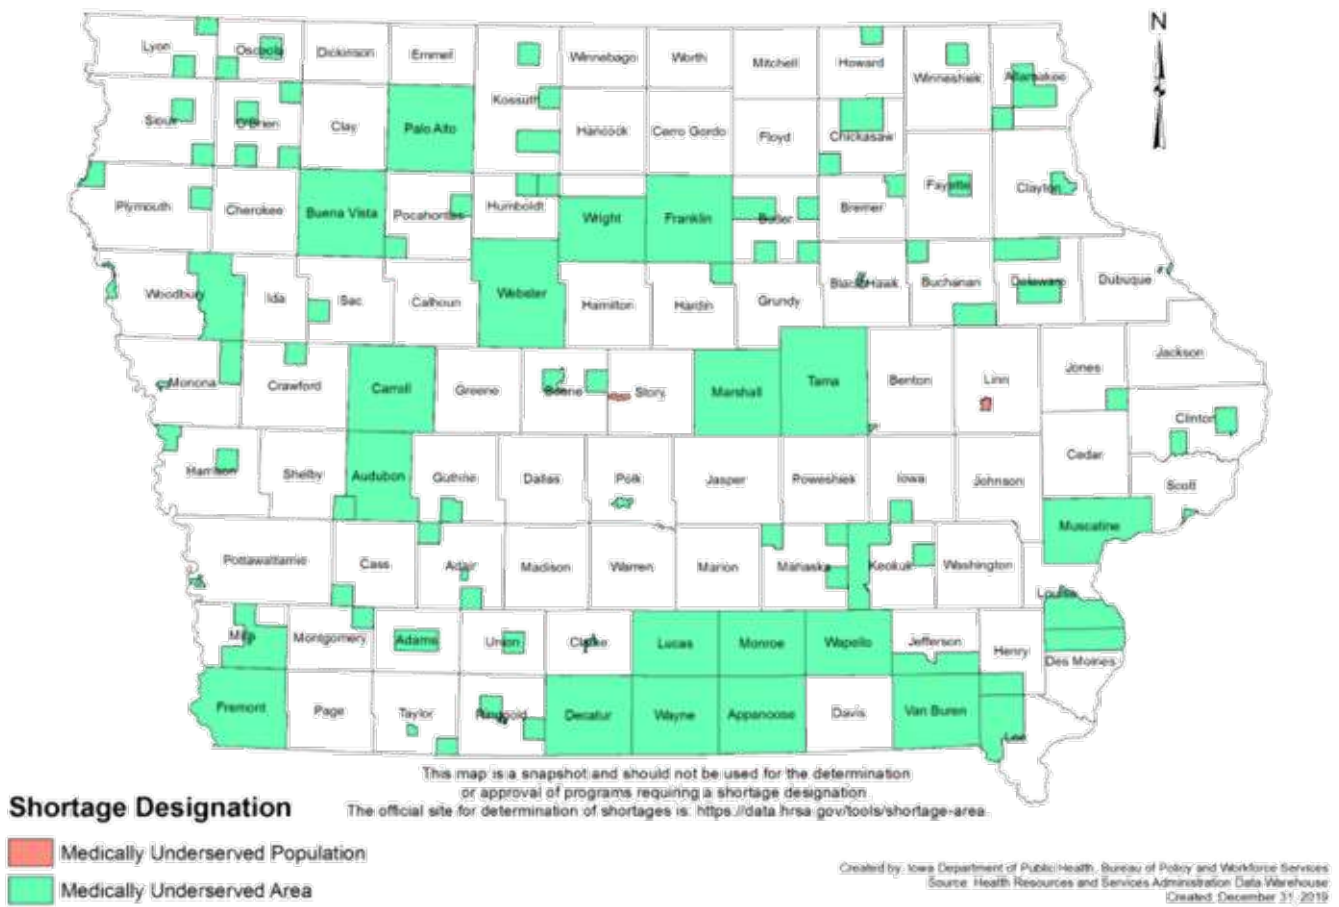 N
Lyon
Osceola
Dickinson
Emmet
Winnebago
Worth
Mitchell
Howard
Winneshiek
Allamakee
Sioux
O'Brien
Clay
Palo Alto
Kossuth
Hancock
Cerro Gordo
Floyd
Chickasaw
Plymouth
Cherokee
Buena Vista
Pocahontas
Humboldt
Wright
Franklin
Butler
Bremer
Fayette
Clayton
Woodbury
Ida
Sac
Calhoun
Webster
Hamilton
Hardin
Grundy
Black Hawk
Buchanan
Delaware
Dubuque
Monona
Crawford
Carroll
Greene
Boone
Story
Marshall
Tama
Benton
Linn
Jones
Jackson
Clinton
Harrison
Shelby
Audubon
Guthrie
Dallas
Polk
Jasper
Poweshiek
Iowa
Johnson
Cedar
Scott
Muscatine
Pottawattamie
Cass
Adair
Madison
Warren
Marion
Mahaska
Keokuk
Washington
Louisa
Mills
Montgomery
Adams
Union
Clarke
Lucas
Monroe
Wapello
Jefferson
Henry
Des Moines
Fremont
Page
Taylor
Ringgold
Decatur
Wayne
Appanoose
Davis
Van Buren
Lee
This map is a snapshot and should not be used for the determination
or approval of programs requiring a shortage designation
The official site for determination of shortages is: https://data.hrsa.gov/tools/shortage-area.
Shortage Designation
Medically Underserved Population
Medically Underserved Area
Created by: Iowa Department of Public Health, Bureau of Policy and Workforce Services
Source: Health Resources and Services Administration Data Warehouse
Created: December 31, 2019